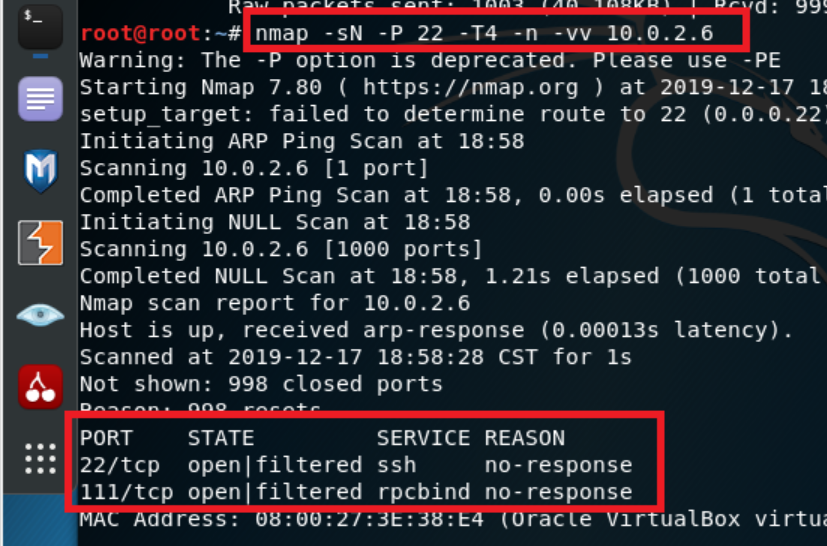 Raw packets sent: 1003 (40.108KB) | Rcvd: 999
root@root:~# nmap -sN -P 22 -T4 -n -vv 10.0.2.6
Warning: The -P option is deprecated. Please use -PE
Starting Nmap 7.80 ( https://nmap.org ) at 2019-12-17 18
setup_target: failed to determine route to 22 (0.0.0.22)
Initiating ARP Ping Scan at 18:58
Scanning 10.0.2.6 [1 port]
Completed ARP Ping Scan at 18:58, 0.00s elapsed (1 total
Initiating NULL Scan at 18:58
Scanning 10.0.2.6 [1000 ports]
Completed NULL Scan at 18:58, 1.21s elapsed (1000 total
Nmap scan report for 10.0.2.6
Host is up, received arp-response (0.00013s latency).
Scanned at 2019-12-17 18:58:28 CST for 1s
Not shown: 998 closed ports
Reason: 998 resets
PORT STATE SERVICE REASON
22/tcp open|filtered ssh no-response
111/tcp open|filtered rpcbind no-response
MAC Address: 08:00:27:3E:38:E4 (Oracle VirtualBox virtua